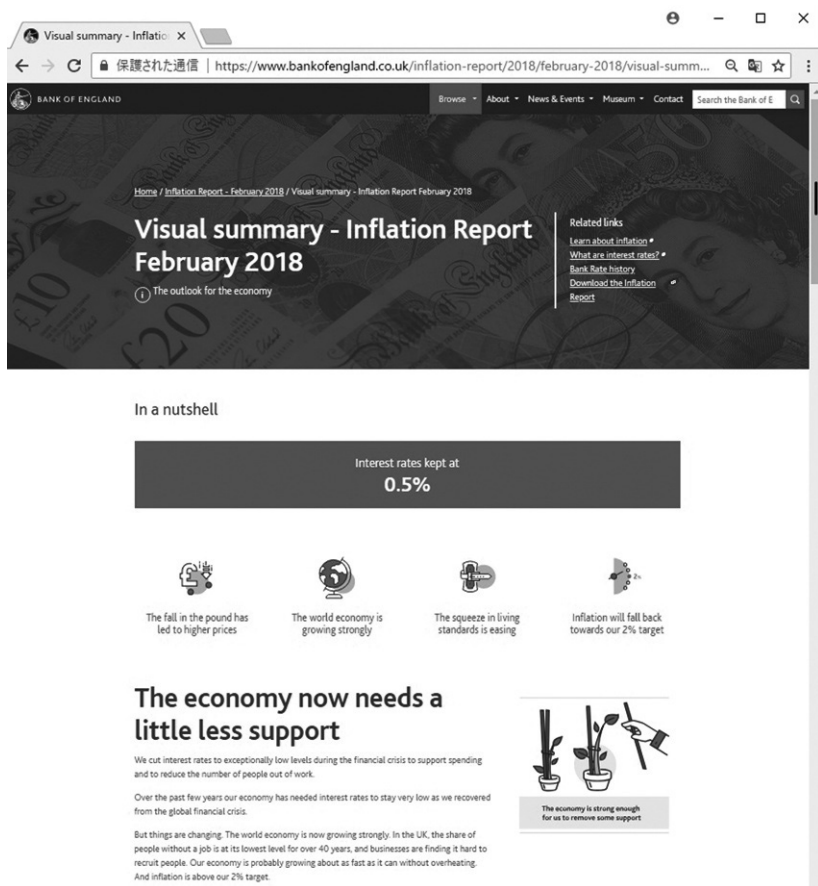 Visual summary - Inflatio
保護された通信 | https://www.bankofengland.co.uk/inflation-report/2018/february-2018/visual-summ...
BANK OF ENGLAND
Browse About News & Events Museum Contact Search the Bank of E
Home / Inflation Report - February 2018 / Visual summary - Inflation Report February 2018
Visual summary - Inflation Report
February 2018
The outlook for the economy
Related links
Learn about inflation
What are interest rates?
Bank Rate history
Download the Inflation
Report
£10
£20
£50
Bank of England
In a nutshell
Interest rates kept at
0.5%
2%
The fall in the pound has
led to higher prices
The world economy is
growing strongly
The squeeze in living
standards is easing
Inflation will fall back
towards our 2% target
The economy now needs a
little less support
We cut interest rates to exceptionally low levels during the financial crisis to support spending
and to reduce the number of people out of work.
Over the past few years our economy has needed interest rates to stay very low as we recovered
from the global financial crisis.
But things are changing. The world economy is now growing strongly. In the UK, the share of
people without a job is at its lowest level for over 40 years, and businesses are finding it hard to
recruit people. Our economy is probably growing about as fast as it can without overheating.
And inflation is above our 2% target.
The economy is strong enough
for us to remove some support